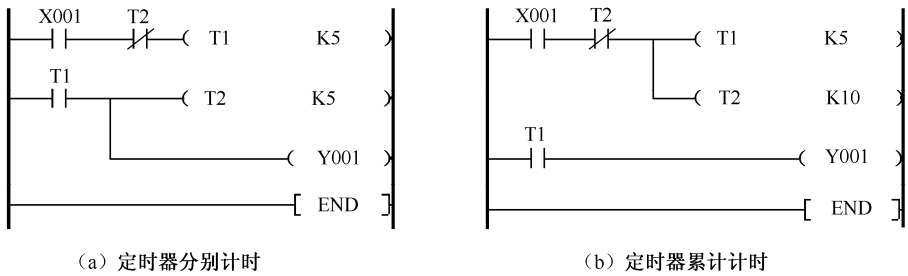 X001 T2 T1 K5
T1 T2 K5
Y001
END
(a) 定时器分别计时
X001 T2 T1 K5
T2 K10
T1 Y001
END
(b) 定时器累计计时